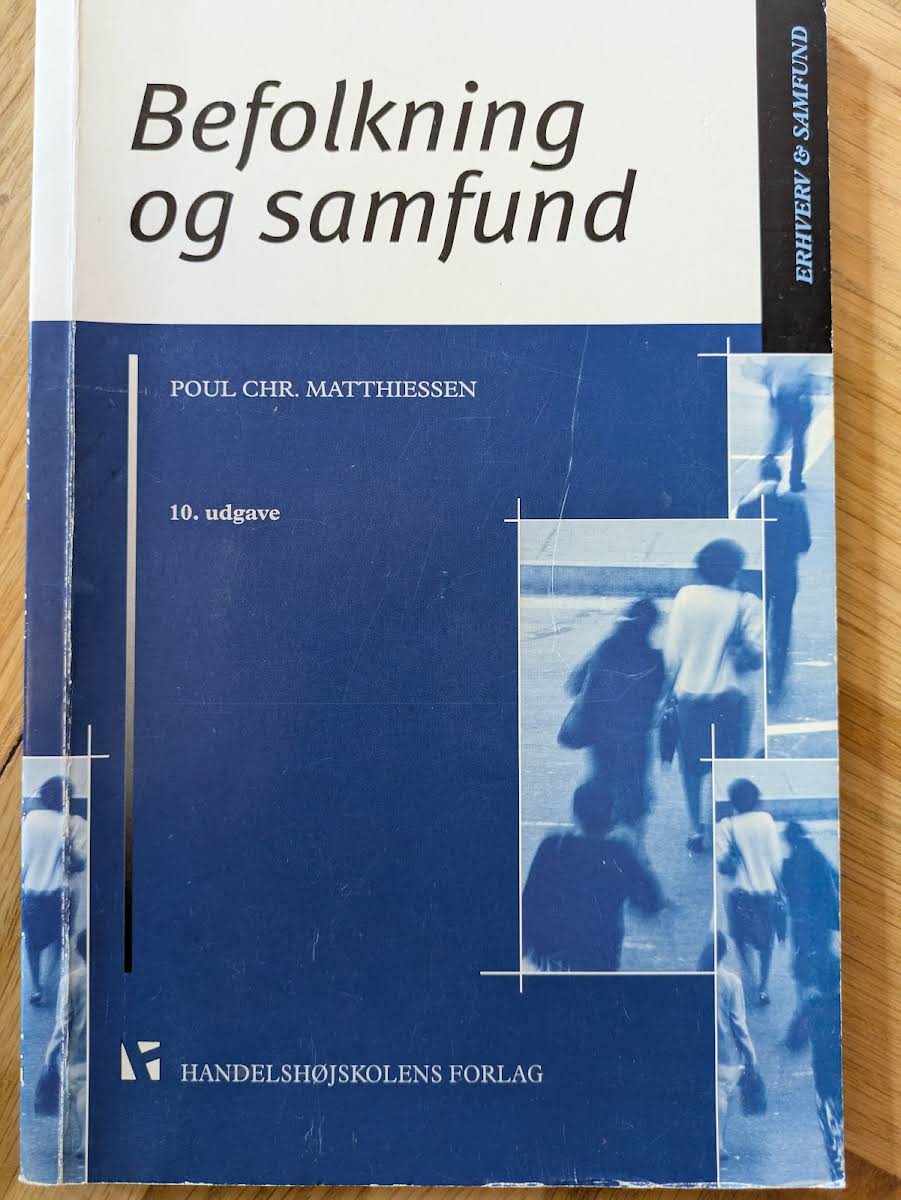 Befolkning
og samfund
ERHVERV & SAMFUND
POUL CHR. MATTHIESSEN
10. udgave
HANDELSHØJSKOLENS FORLAG